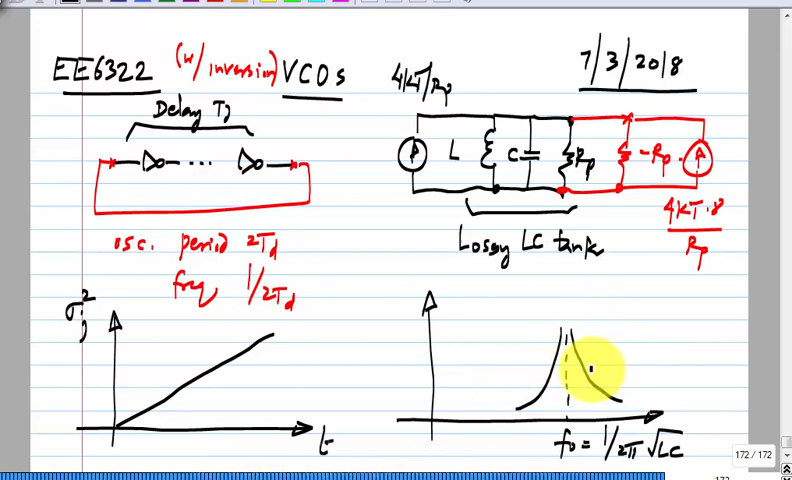 EE6322 (w/inversion) VCOs 7/3/2018
Delay Td
...
osc. period 2Td
freq 1/2Td
4kT/Rp
L C Rp -Rp
4kT·γ
Rp
Lossy LC tank
σj²
t
f0 = 1/2π√LC
172 / 172